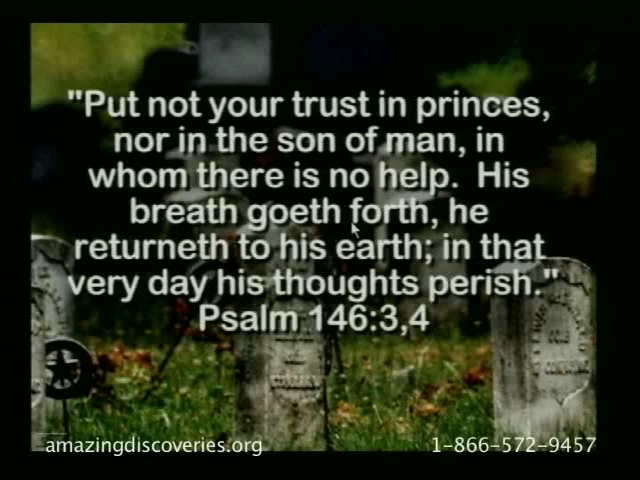 "Put not your trust in princes,
nor in the son of man, in
whom there is no help.  His
breath goeth forth, he
returneth to his earth; in that
very day his thoughts perish."
Psalm 146:3,4
amazingdiscoveries.org
1-866-572-9457